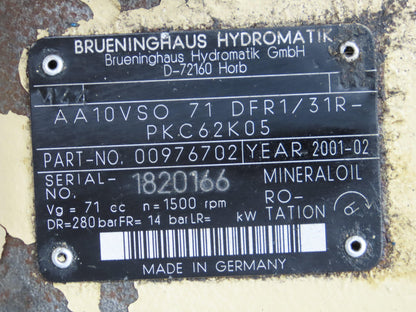 BRUENINGHAUS HYDROMATIK
Brueninghaus Hydromatik GmbH
D-72160 Horb
AA10VSO 71 DFR1/31R-
PKC62K05
PART-NO. 00976702 YEAR 2001-02
SERIAL-NO. 1820166 MINERALOIL
Vg = 71 cc n = 1500 rpm RO-TATION
DR=280 bar FR= 14 bar LR= kW
MADE IN GERMANY